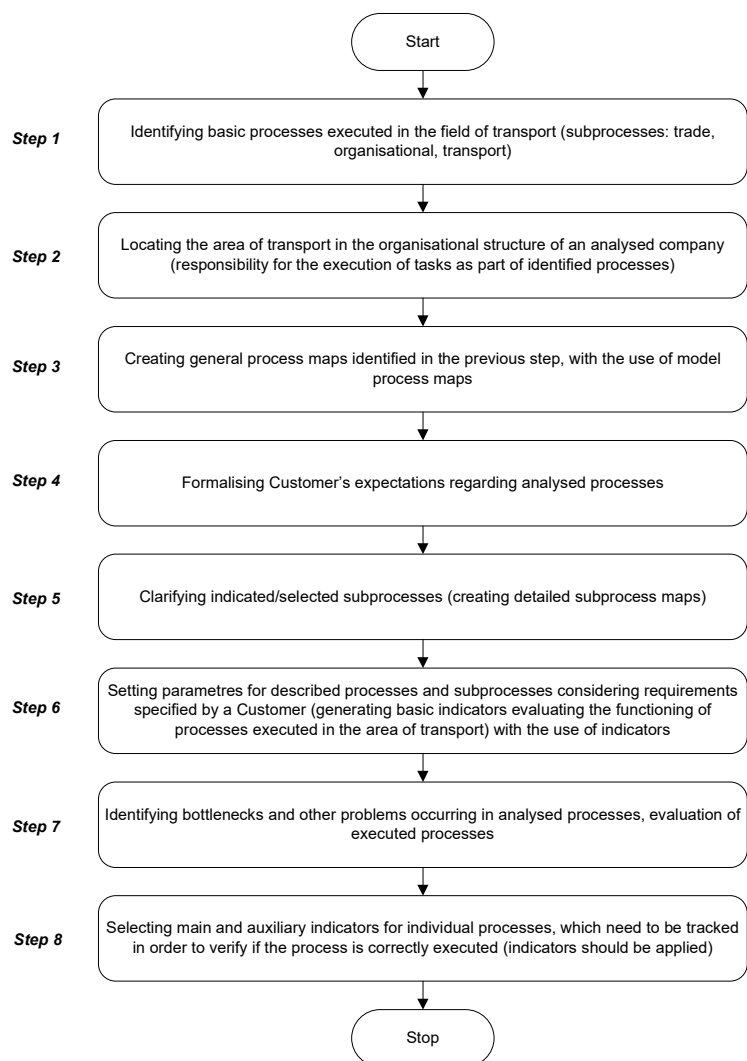 Start
Step 1
Identifying basic processes executed in the field of transport (subprocesses: trade,
organisational, transport)
Step 2
Locating the area of transport in the organisational structure of an analysed company
(responsibility for the execution of tasks as part of identified processes)
Step 3
Creating general process maps identified in the previous step, with the use of model
process maps
Step 4
Formalising Customer’s expectations regarding analysed processes
Step 5
Clarifying indicated/selected subprocesses (creating detailed subprocess maps)
Step 6
Setting parametres for described processes and subprocesses considering requirements
specified by a Customer (generating basic indicators evaluating the functioning of
processes executed in the area of transport) with the use of indicators
Step 7
Identifying bottlenecks and other problems occurring in analysed processes, evaluation of
executed processes
Step 8
Selecting main and auxiliary indicators for individual processes, which need to be tracked
in order to verify if the process is correctly executed (indicators should be applied)
Stop